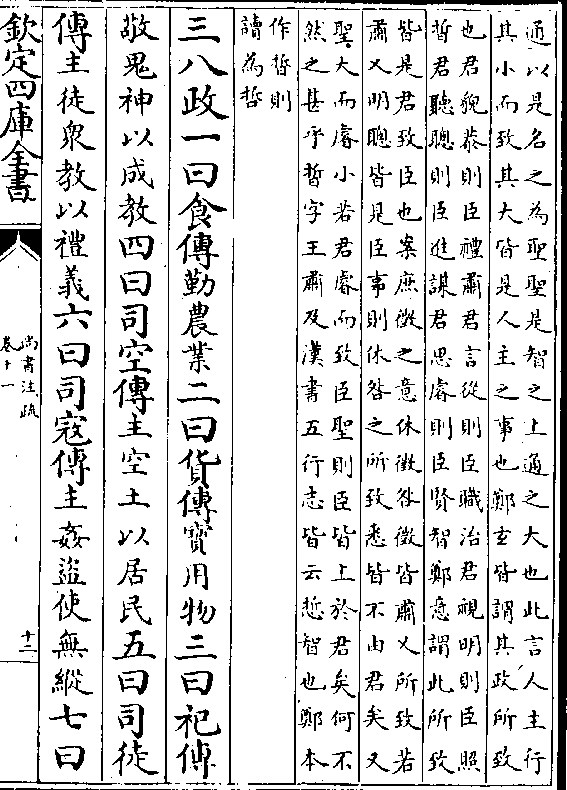 通以是名之為聖聖是智之上通之大也此言人主行
其小而致其大皆是人主之事也鄭𤣥皆謂其政所致
也君貌恭則臣禮肅君言從則臣職治君視明則臣照
晢君聽聰則臣進謀君思睿則臣賢智鄭意謂此所致
皆是君致臣也案庶徵之意休徵咎徵皆肅乂所致若
肅乂明聰皆是臣事則休咎之所致悉皆不由君矣又
聖大而睿小若君睿而致臣聖則臣皆上於君矣何不
然之甚乎晢字王肅及漢書五行志皆云悊智也鄭本
作晢則
讀為哲
三八政一曰食傳勤農業二曰貨傳寶用物三曰祀傳
敬鬼神以成教四曰司空傳主空土以居民五曰司徒
傳主徒衆教以禮義六曰司寇傳主姦盜使無縱七曰
欽定四庫全書
尚書注疏
卷十一
十二